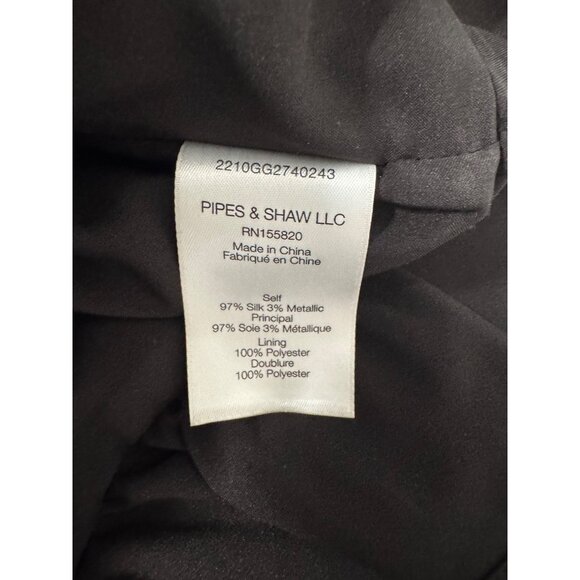 2210GG2740243
PIPES & SHAW LLC
RN155820
Made in China
Fabriqué en Chine
Self
97% Silk 3% Metallic
Principal
97% Soie 3% Métallique
Lining
100% Polyester
Doublure
100% Polyester